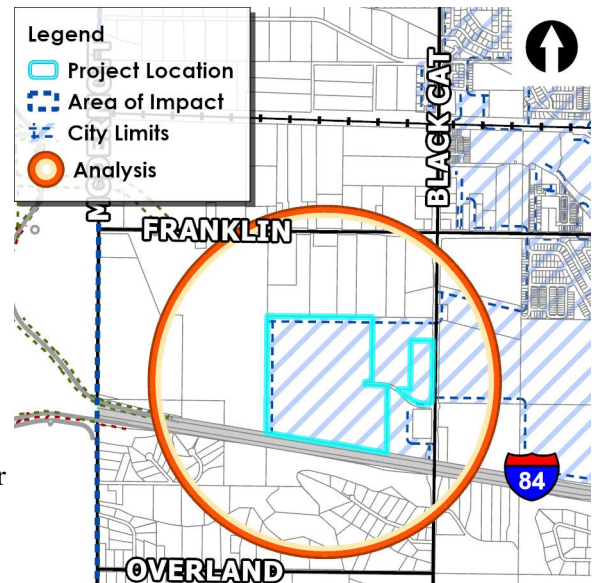 Legend
Project Location
Area of Impact
City Limits
Analysis
BLACK CAT
FRANKLIN
84
r
OVERLAND